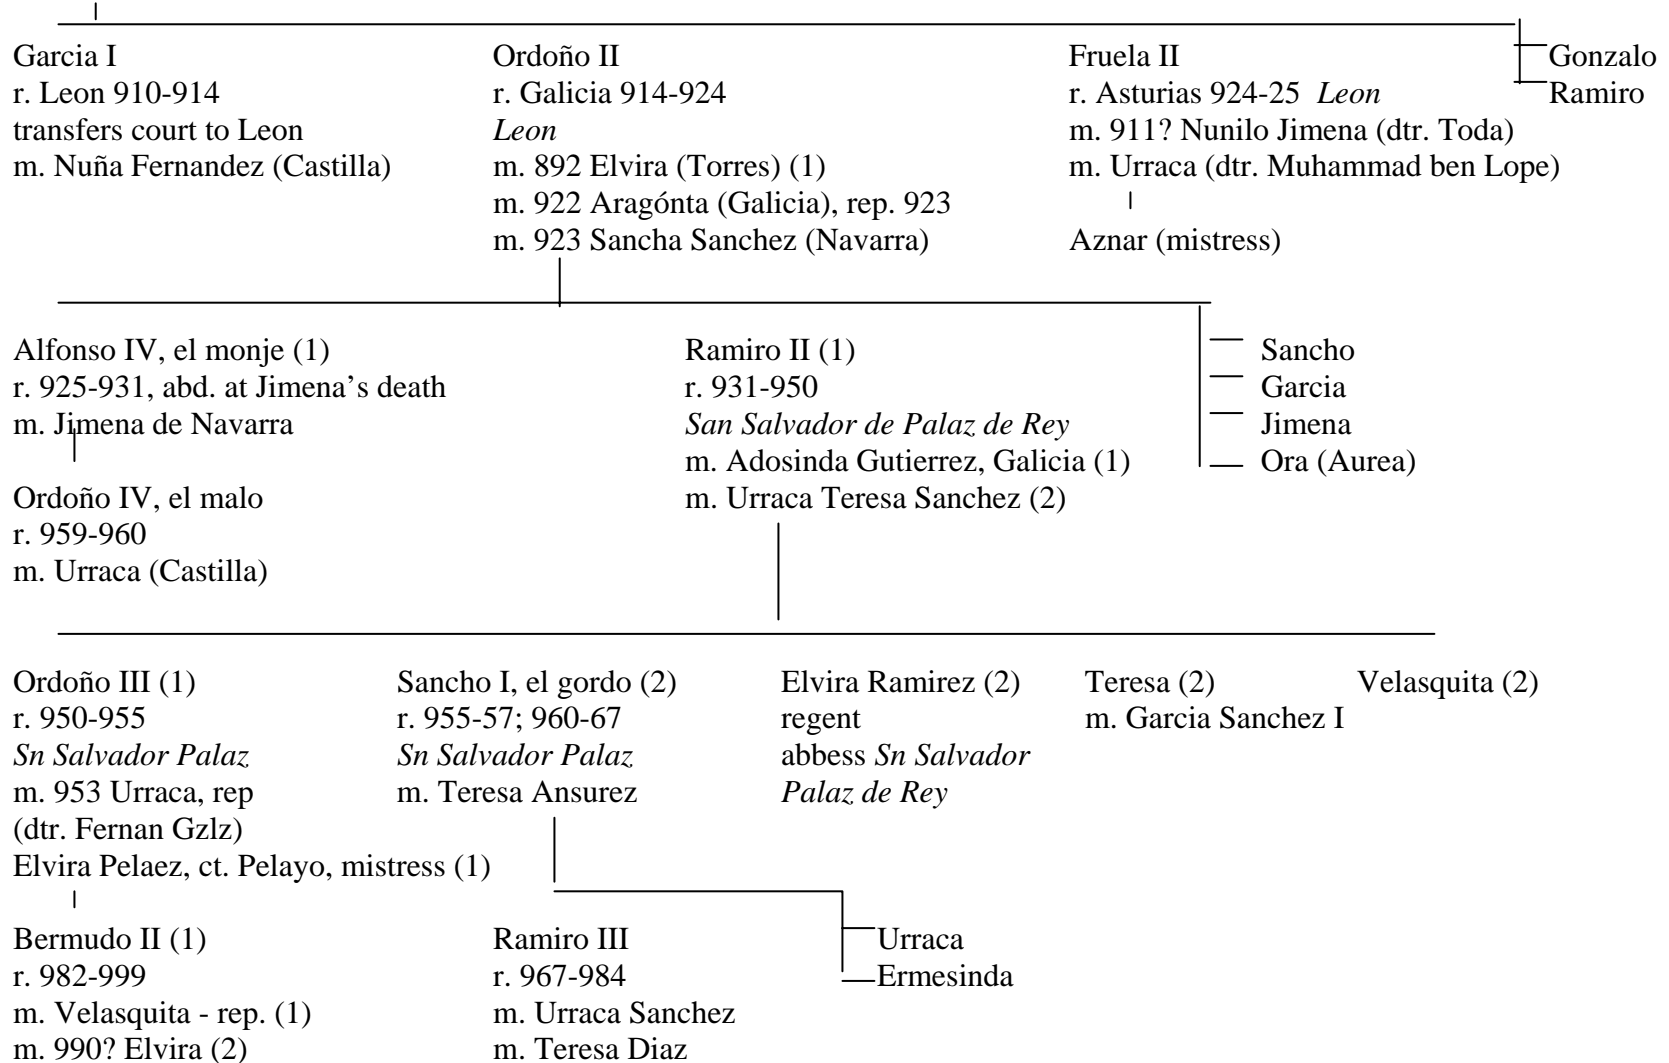 Garcia I
r. Leon 910-914
transfers court to Leon
m. Nuña Fernandez (Castilla)
Ordoño II
r. Galicia 914-924
Leon
m. 892 Elvira (Torres) (1)
m. 922 Aragónta (Galicia), rep. 923
m. 923 Sancha Sanchez (Navarra)
Fruela II
r. Asturias 924-25 Leon
m. 911? Nunilo Jimena (dtr. Toda)
m. Urraca (dtr. Muhammad ben Lope)
Aznar (mistress)
Gonzalo
Ramiro
Alfonso IV, el monje (1)
r. 925-931, abd. at Jimena’s death
m. Jimena de Navarra
Ordoño IV, el malo
r. 959-960
m. Urraca (Castilla)
Ramiro II (1)
r. 931-950
San Salvador de Palaz de Rey
m. Adosinda Gutierrez, Galicia (1)
m. Urraca Teresa Sanchez (2)
Sancho
Garcia
Jimena
Ora (Aurea)
Ordoño III (1)
r. 950-955
Sn Salvador Palaz
m. 953 Urraca, rep
(dtr. Fernan Gzlz)
Elvira Pelaez, ct. Pelayo, mistress (1)
Sancho I, el gordo (2)
r. 955-57; 960-67
Sn Salvador Palaz
m. Teresa Ansurez
Elvira Ramirez (2)
regent
abbess Sn Salvador
Palaz de Rey
Teresa (2)
m. Garcia Sanchez I
Velasquita (2)
Bermudo II (1)
r. 982-999
m. Velasquita - rep. (1)
m. 990? Elvira (2)
Ramiro III
r. 967-984
m. Urraca Sanchez
m. Teresa Diaz
Urraca
Ermesinda